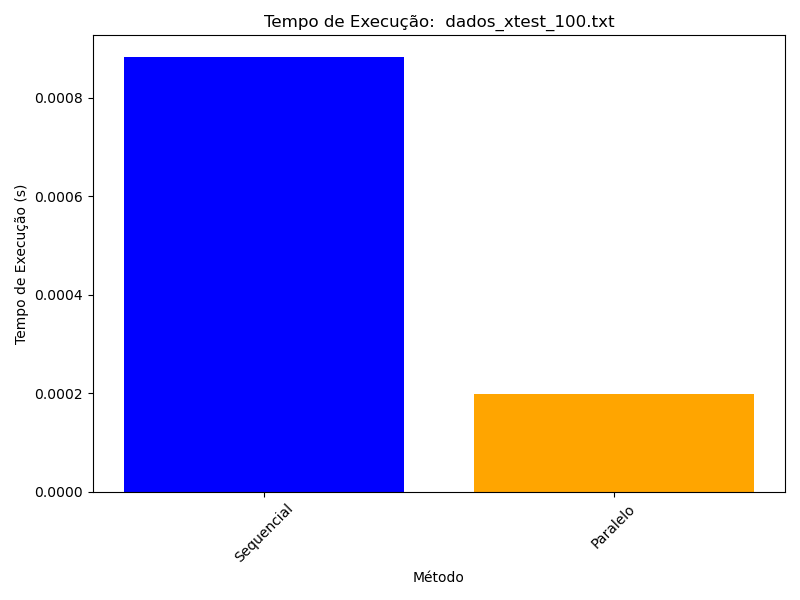 Tempo de Execução:  dados_xtest_100.txt
0.0008
0.0006
0.0004
0.0002
0.0000
Tempo de Execução (s)
Sequencial
Paralelo
Método